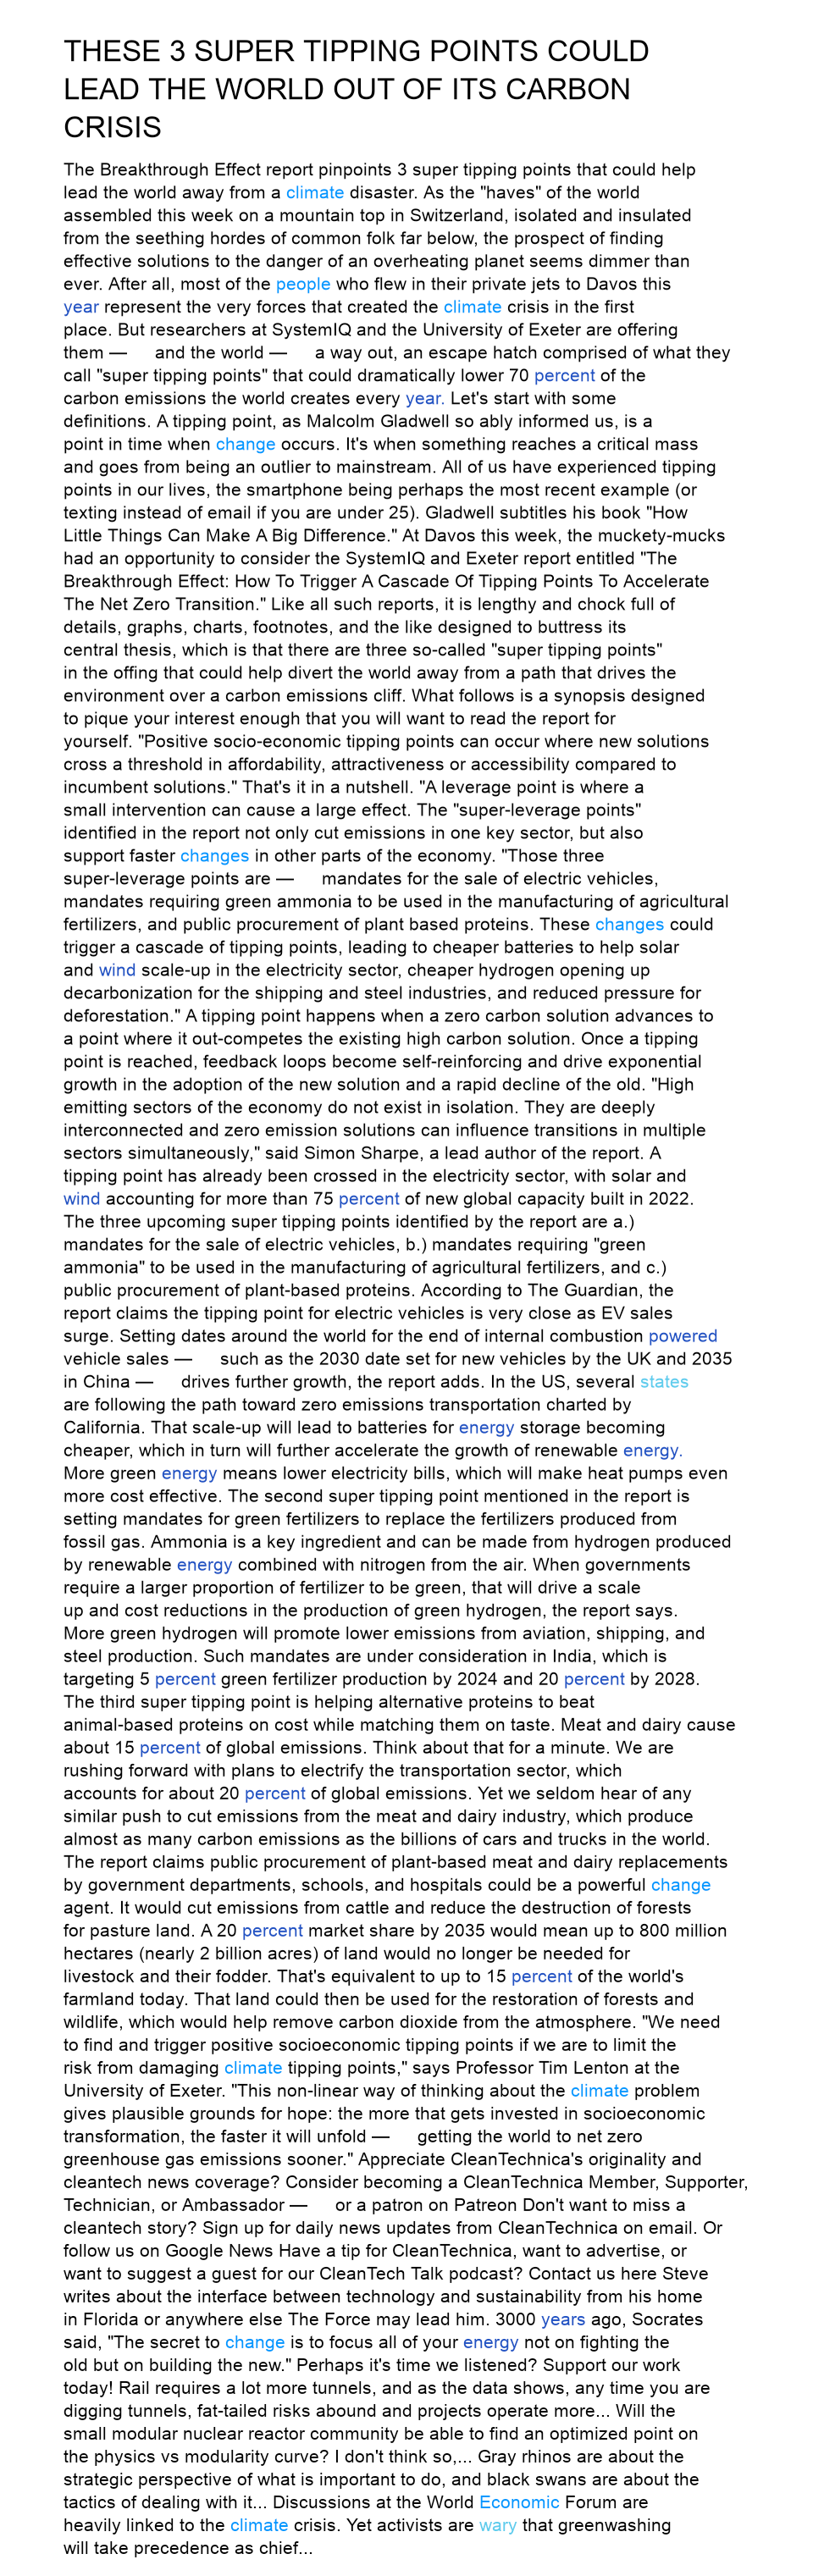 THESE 3 SUPER TIPPING POINTS COULD
LEAD THE WORLD OUT OF ITS CARBON
CRISIS
The Breakthrough Effect report pinpoints 3 super tipping points that could help
lead the world away from a climate disaster. As the "haves" of the world
assembled this week on a mountain top in Switzerland, isolated and insulated
from the seething hordes of common folk far below, the prospect of finding
effective solutions to the danger of an overheating planet seems dimmer than
ever. After all, most of the people who flew in their private jets to Davos this
year represent the very forces that created the climate crisis in the first
place. But researchers at SystemIQ and the University of Exeter are offering
them — and the world — a way out, an escape hatch comprised of what they
call "super tipping points" that could dramatically lower 70 percent of the
carbon emissions the world creates every year. Let's start with some
definitions. A tipping point, as Malcolm Gladwell so ably informed us, is a
point in time when change occurs. It's when something reaches a critical mass
and goes from being an outlier to mainstream. All of us have experienced tipping
points in our lives, the smartphone being perhaps the most recent example (or
texting instead of email if you are under 25). Gladwell subtitles his book "How
Little Things Can Make A Big Difference." At Davos this week, the muckety-mucks
had an opportunity to consider the SystemIQ and Exeter report entitled "The
Breakthrough Effect: How To Trigger A Cascade Of Tipping Points To Accelerate
The Net Zero Transition." Like all such reports, it is lengthy and chock full of
details, graphs, charts, footnotes, and the like designed to buttress its
central thesis, which is that there are three so-called "super tipping points"
in the offing that could help divert the world away from a path that drives the
environment over a carbon emissions cliff. What follows is a synopsis designed
to pique your interest enough that you will want to read the report for
yourself. "Positive socio-economic tipping points can occur where new solutions
cross a threshold in affordability, attractiveness or accessibility compared to
incumbent solutions." That's it in a nutshell. "A leverage point is where a
small intervention can cause a large effect. The "super-leverage points"
identified in the report not only cut emissions in one key sector, but also
support faster changes in other parts of the economy. "Those three
super-leverage points are — mandates for the sale of electric vehicles,
mandates requiring green ammonia to be used in the manufacturing of agricultural
fertilizers, and public procurement of plant based proteins. These changes could
trigger a cascade of tipping points, leading to cheaper batteries to help solar
and wind scale-up in the electricity sector, cheaper hydrogen opening up
decarbonization for the shipping and steel industries, and reduced pressure for
deforestation." A tipping point happens when a zero carbon solution advances to
a point where it out-competes the existing high carbon solution. Once a tipping
point is reached, feedback loops become self-reinforcing and drive exponential
growth in the adoption of the new solution and a rapid decline of the old. "High
emitting sectors of the economy do not exist in isolation. They are deeply
interconnected and zero emission solutions can influence transitions in multiple
sectors simultaneously," said Simon Sharpe, a lead author of the report. A
tipping point has already been crossed in the electricity sector, with solar and
wind accounting for more than 75 percent of new global capacity built in 2022.
The three upcoming super tipping points identified by the report are a.)
mandates for the sale of electric vehicles, b.) mandates requiring "green
ammonia" to be used in the manufacturing of agricultural fertilizers, and c.)
public procurement of plant-based proteins. According to The Guardian, the
report claims the tipping point for electric vehicles is very close as EV sales
surge. Setting dates around the world for the end of internal combustion powered
vehicle sales — such as the 2030 date set for new vehicles by the UK and 2035
in China — drives further growth, the report adds. In the US, several states
are following the path toward zero emissions transportation charted by
California. That scale-up will lead to batteries for energy storage becoming
cheaper, which in turn will further accelerate the growth of renewable energy.
More green energy means lower electricity bills, which will make heat pumps even
more cost effective. The second super tipping point mentioned in the report is
setting mandates for green fertilizers to replace the fertilizers produced from
fossil gas. Ammonia is a key ingredient and can be made from hydrogen produced
by renewable energy combined with nitrogen from the air. When governments
require a larger proportion of fertilizer to be green, that will drive a scale
up and cost reductions in the production of green hydrogen, the report says.
More green hydrogen will promote lower emissions from aviation, shipping, and
steel production. Such mandates are under consideration in India, which is
targeting 5 percent green fertilizer production by 2024 and 20 percent by 2028.
The third super tipping point is helping alternative proteins to beat
animal-based proteins on cost while matching them on taste. Meat and dairy cause
about 15 percent of global emissions. Think about that for a minute. We are
rushing forward with plans to electrify the transportation sector, which
accounts for about 20 percent of global emissions. Yet we seldom hear of any
similar push to cut emissions from the meat and dairy industry, which produce
almost as many carbon emissions as the billions of cars and trucks in the world.
The report claims public procurement of plant-based meat and dairy replacements
by government departments, schools, and hospitals could be a powerful change
agent. It would cut emissions from cattle and reduce the destruction of forests
for pasture land. A 20 percent market share by 2035 would mean up to 800 million
hectares (nearly 2 billion acres) of land would no longer be needed for
livestock and their fodder. That's equivalent to up to 15 percent of the world's
farmland today. That land could then be used for the restoration of forests and
wildlife, which would help remove carbon dioxide from the atmosphere. "We need
to find and trigger positive socioeconomic tipping points if we are to limit the
risk from damaging climate tipping points," says Professor Tim Lenton at the
University of Exeter. "This non-linear way of thinking about the climate problem
gives plausible grounds for hope: the more that gets invested in socioeconomic
transformation, the faster it will unfold — getting the world to net zero
greenhouse gas emissions sooner." Appreciate CleanTechnica's originality and
cleantech news coverage? Consider becoming a CleanTechnica Member, Supporter,
Technician, or Ambassador — or a patron on Patreon Don't want to miss a
cleantech story? Sign up for daily news updates from CleanTechnica on email. Or
follow us on Google News Have a tip for CleanTechnica, want to advertise, or
want to suggest a guest for our CleanTech Talk podcast? Contact us here Steve
writes about the interface between technology and sustainability from his home
in Florida or anywhere else The Force may lead him. 3000 years ago, Socrates
said, "The secret to change is to focus all of your energy not on fighting the
old but on building the new." Perhaps it's time we listened? Support our work
today! Rail requires a lot more tunnels, and as the data shows, any time you are
digging tunnels, fat-tailed risks abound and projects operate more... Will the
small modular nuclear reactor community be able to find an optimized point on
the physics vs modularity curve? I don't think so,... Gray rhinos are about the
strategic perspective of what is important to do, and black swans are about the
tactics of dealing with it... Discussions at the World Economic Forum are
heavily linked to the climate crisis. Yet activists are wary that greenwashing
will take precedence as chief...